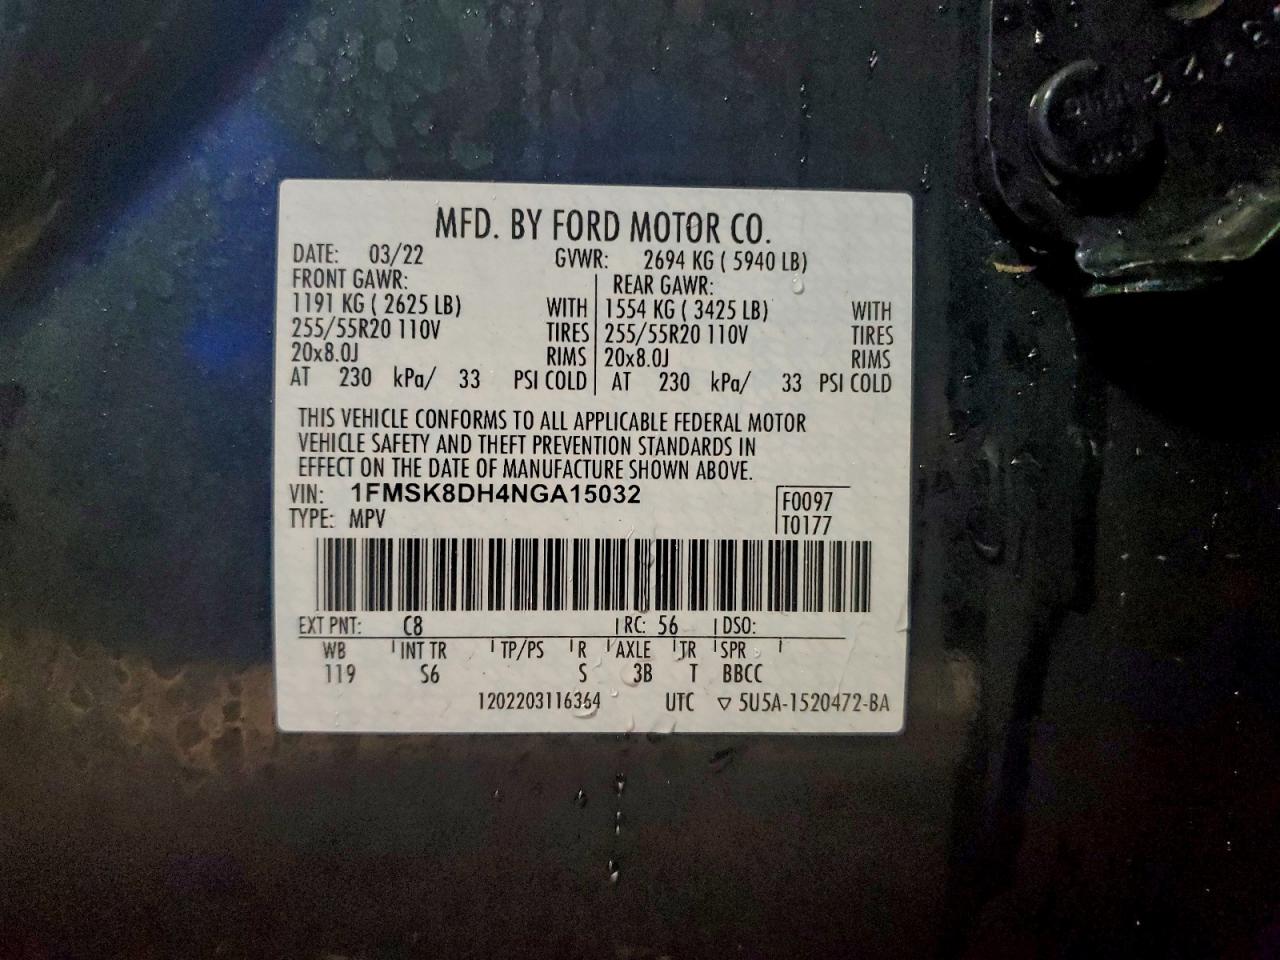 MFD. BY FORD MOTOR CO.
DATE: 03/22 GVWR: 2694 KG ( 5940 LB)
FRONT GAWR: REAR GAWR:
1191 KG ( 2625 LB) WITH 1554 KG ( 3425 LB) WITH
255/55R20 110V TIRES 255/55R20 110V TIRES
20x8.0J RIMS 20x8.0J RIMS
AT 230 kPa/ 33 PSI COLD AT 230 kPa/ 33 PSI COLD
THIS VEHICLE CONFORMS TO ALL APPLICABLE FEDERAL MOTOR
VEHICLE SAFETY AND THEFT PREVENTION STANDARDS IN
EFFECT ON THE DATE OF MANUFACTURE SHOWN ABOVE.
VIN: 1FMSK8DH4NGA15032 F0097
TYPE: MPV T0177
EXT PNT: C8 RC: 56 DSO:
WB INT TR TP/PS R AXLE TR SPR
119 S6 S 3B T BBCC
1202203116364 UTC ▽ 5U5A-1520472-BA